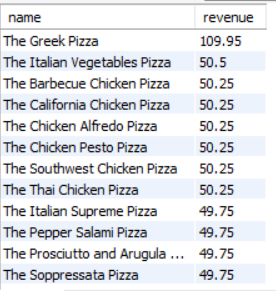 name revenue
The Greek Pizza 109.95
The Italian Vegetables Pizza 50.5
The Barbecue Chicken Pizza 50.25
The California Chicken Pizza 50.25
The Chicken Alfredo Pizza 50.25
The Chicken Pesto Pizza 50.25
The Southwest Chicken Pizza 50.25
The Thai Chicken Pizza 50.25
The Italian Supreme Pizza 49.75
The Pepper Salami Pizza 49.75
The Prosciutto and Arugula ... 49.75
The Soppressata Pizza 49.75